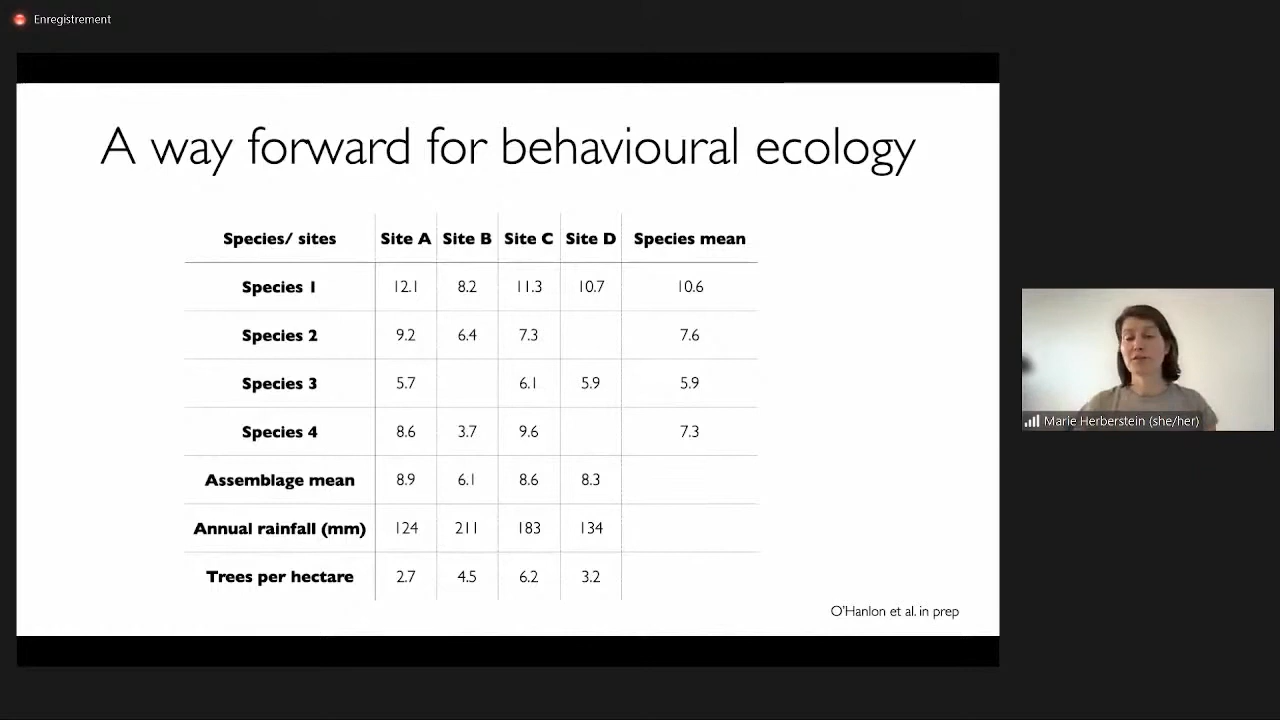 Enregistrement
A way forward for behavioural ecology
Species/ sites Site A Site B Site C Site D Species mean
Species 1 12.1 8.2 11.3 10.7 10.6
Species 2 9.2 6.4 7.3 7.6
Species 3 5.7 6.1 5.9 5.9
Species 4 8.6 3.7 9.6 7.3
Assemblage mean 8.9 6.1 8.6 8.3
Annual rainfall (mm) 124 211 183 134
Trees per hectare 2.7 4.5 6.2 3.2
O'Hanlon et al. in prep
Marie Herberstein (she/her)